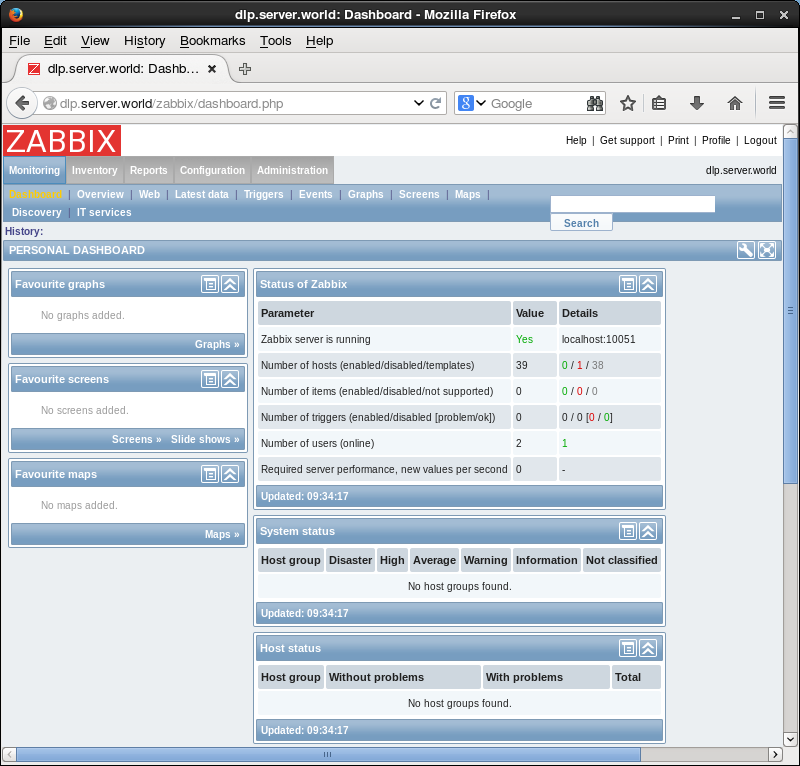 dlp.server.world: Dashboard - Mozilla Firefox
File Edit View History Bookmarks Tools Help
dlp.server.world: Dashb...
dlp.server.world/zabbix/dashboard.php
Google
ZABBIX
Help | Get support | Print | Profile | Logout
Monitoring Inventory Reports Configuration Administration
dlp.server.world
Dashboard | Overview | Web | Latest data | Triggers | Events | Graphs | Screens | Maps |
Discovery | IT services
Search
History:
PERSONAL DASHBOARD
Favourite graphs
No graphs added.
Graphs »
Favourite screens
No screens added.
Screens » Slide shows »
Favourite maps
No maps added.
Maps »
Status of Zabbix
Parameter Value Details
Zabbix server is running Yes localhost:10051
Number of hosts (enabled/disabled/templates) 39 0 / 1 / 38
Number of items (enabled/disabled/not supported) 0 0 / 0 / 0
Number of triggers (enabled/disabled [problem/ok]) 0 0 / 0 [0 / 0]
Number of users (online) 2 1
Required server performance, new values per second 0 -
Updated: 09:34:17
System status
Host group Disaster High Average Warning Information Not classified
No host groups found.
Updated: 09:34:17
Host status
Host group Without problems With problems Total
No host groups found.
Updated: 09:34:17